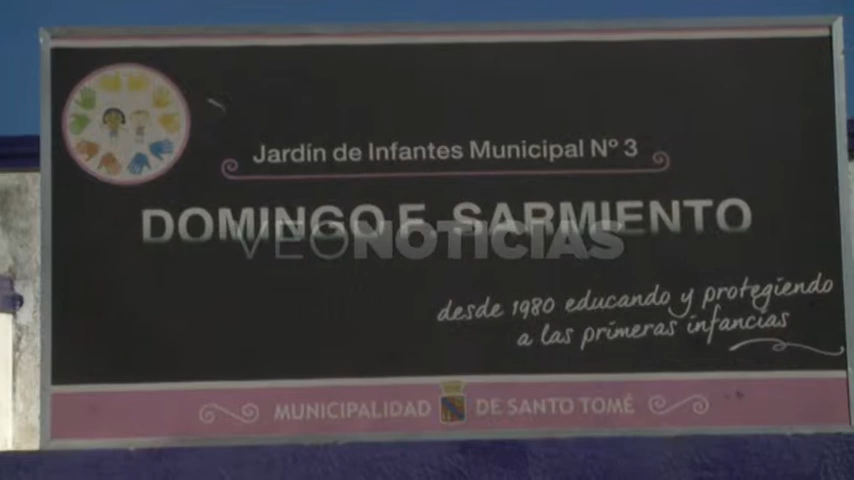 Jardín de Infantes Municipal Nº 3
DOMINGO F. SARMIENTO
VEONOTICIAS
desde 1980 educando y protegiendo
a las primeras infancias
MUNICIPALIDAD DE SANTO TOMÉ